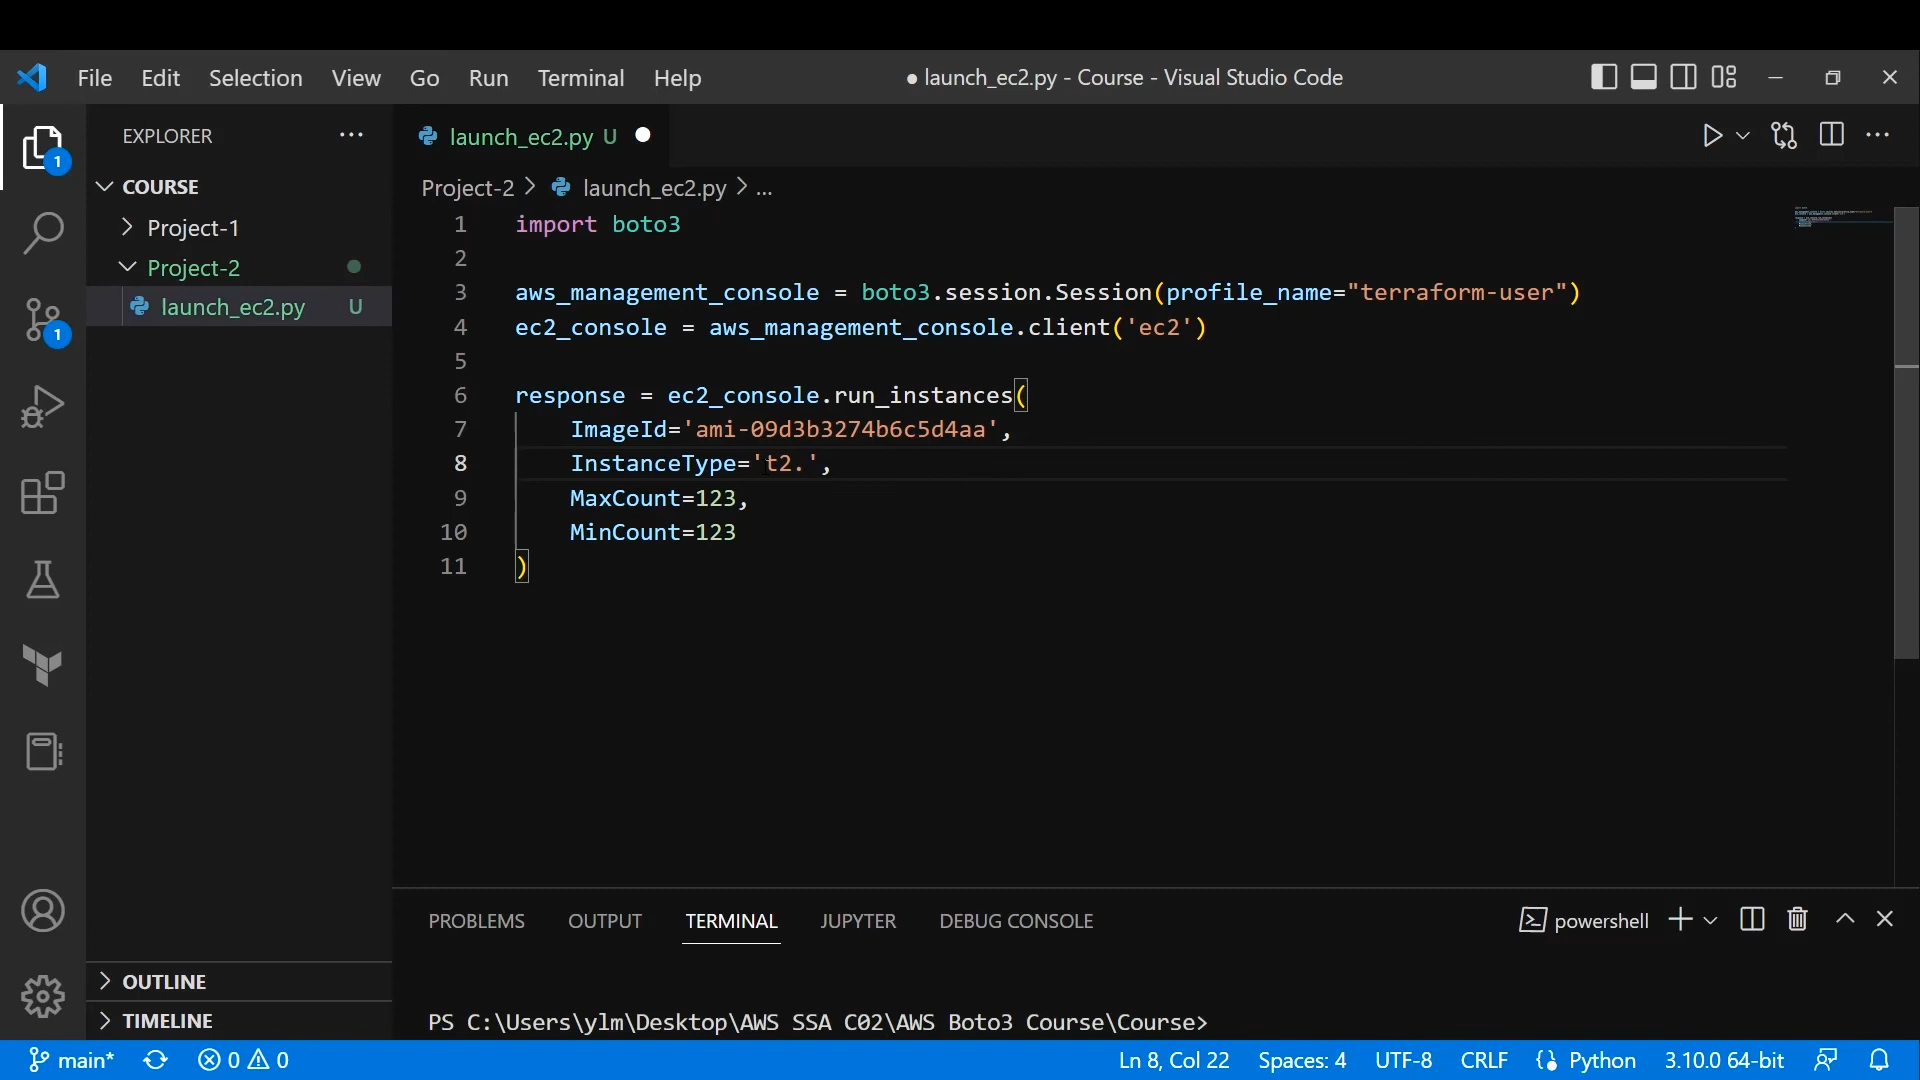 File Edit Selection View Go Run Terminal Help
● launch_ec2.py - Course - Visual Studio Code
EXPLORER
launch_ec2.py U
1
COURSE
Project-2 > launch_ec2.py > ...
Project-1
Project-2
launch_ec2.py U
1
1 import boto3
2
3 aws_management_console = boto3.session.Session(profile_name="terraform-user")
4 ec2_console = aws_management_console.client('ec2')
5
6 response = ec2_console.run_instances(
7 ImageId='ami-09d3b3274b6c5d4aa',
8 InstanceType='t2.',
9 MaxCount=123,
10 MinCount=123
11 )
PROBLEMS OUTPUT TERMINAL JUPYTER DEBUG CONSOLE
powershell
OUTLINE
TIMELINE
PS C:\Users\ylm\Desktop\AWS SSA C02\AWS Boto3 Course\Course>
main* 0 0 Ln 8, Col 22 Spaces: 4 UTF-8 CRLF Python 3.10.0 64-bit